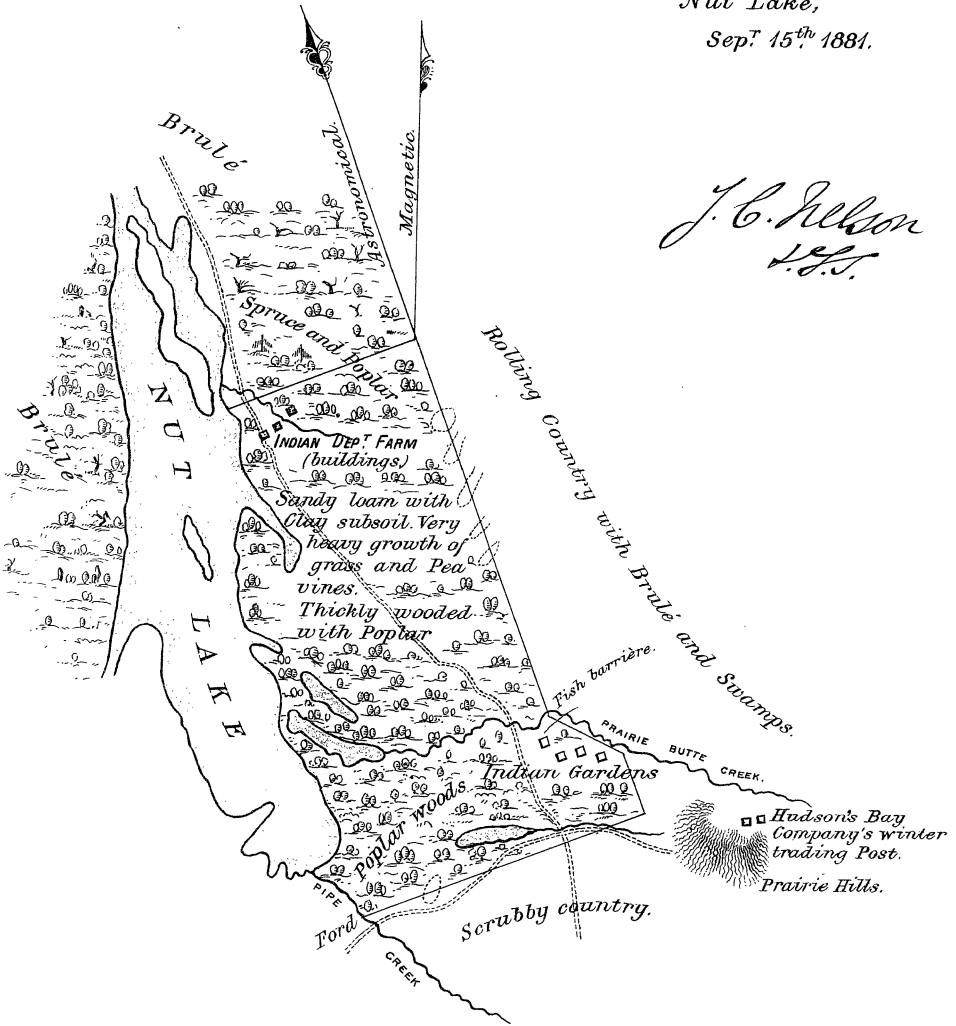 Nut Lake,
Sepr. 15th. 1881.
J. C. Nelson
D.L.S.
Astronomical.
Magnetic.
Brulé
Brulé
Spruce and Poplar
NUT LAKE
INDIAN DEPT. FARM
(buildings)
Sandy loam with
Clay subsoil. Very
heavy growth of
grass and Pea
vines.
Thickly wooded
with Poplar
Rolling Country with Brulé and Swamps.
Fish barrière.
PRAIRIE BUTTE CREEK.
Indian Gardens
Poplar woods
Hudson's Bay
Company's winter
trading Post.
Prairie Hills.
PIPE CREEK
Ford
Scrubby country.